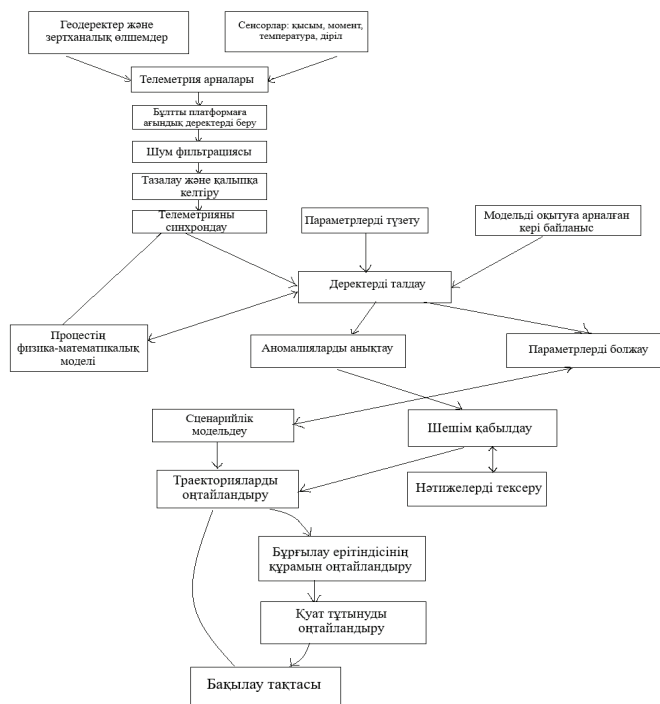 Геодеректер және
зертханалық өлшемдер
Сенсорлар: қысым, момент,
температура, діріл
Телеметрия арналары
Бұлтты платформаға
ағындық деректерді беру
Шум фильтрациясы
Тазалау және қалыпқа
келтіру
Телеметрияны
синхрондау
Параметрлерді түзету
Модельді оқытуға арналған
кері байланыс
Деректерді талдау
Процестің
физика-математикалық
моделі
Аномалияларды анықтау
Параметрлерді болжау
Сценарийлік
модельдеу
Шешім қабылдау
Траекторияларды
оңтайландыру
Нәтижелерді тексеру
Бұрғылау ерітіндісінің
құрамын оңтайландыру
Қуат тұтынуды
оңтайландыру
Бақылау тақтасы